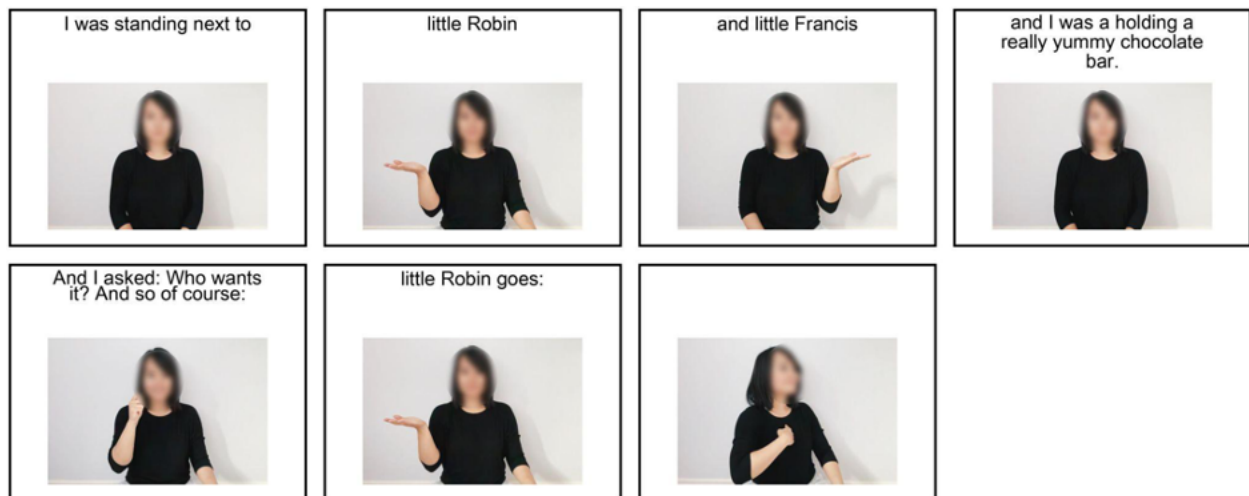 I was standing next to
little Robin
and little Francis
and I was a holding a
really yummy chocolate
bar.
And I asked: Who wants
it? And so of course:
little Robin goes: